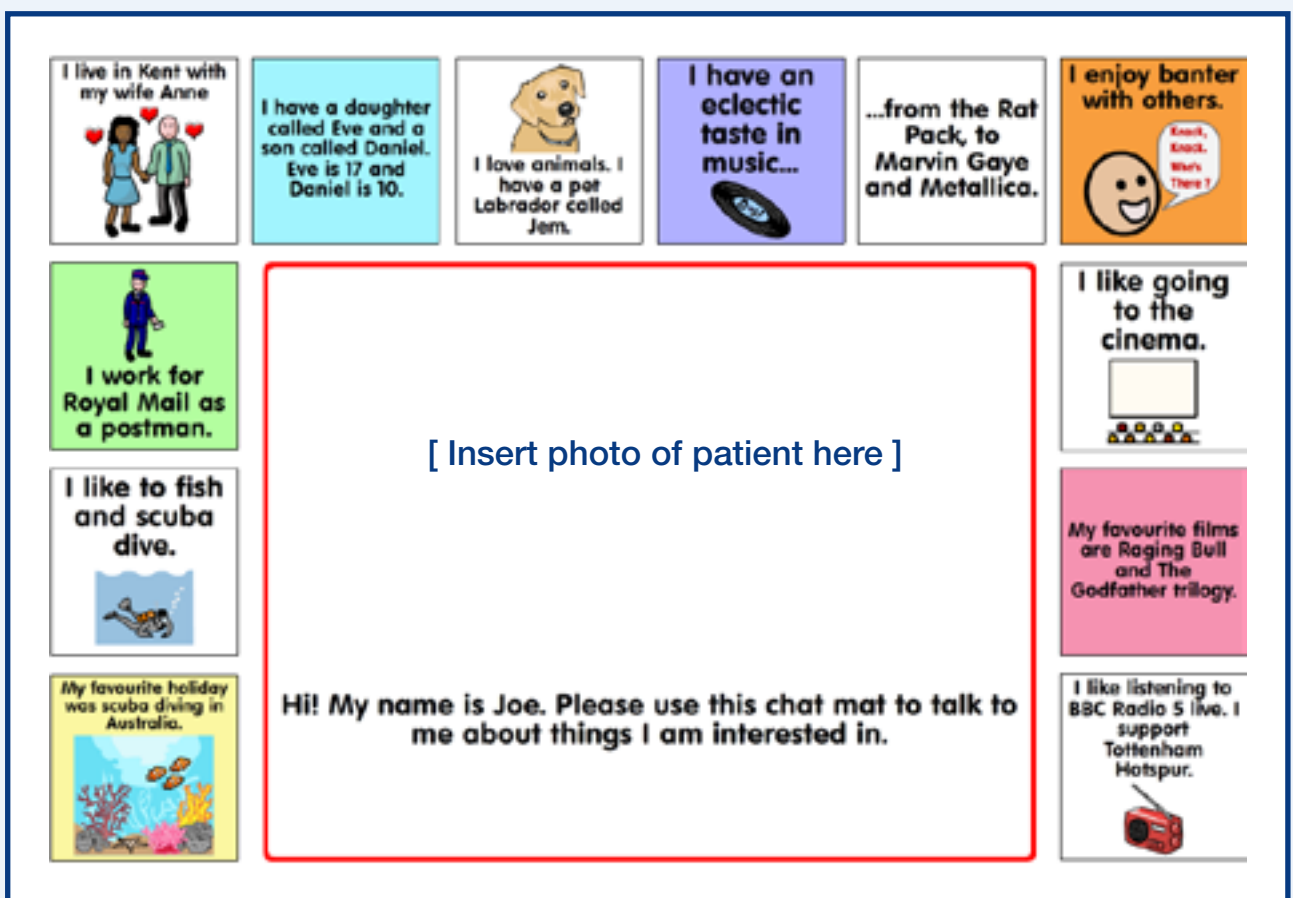 I live in Kent with
my wife Anne
I have a daughter
called Eve and a
son called Daniel.
Eve is 17 and
Daniel is 10.
I love animals. I
have a pet
Labrador called
Jem.
I have an
eclectic
taste in
music...
...from the Rat
Pack, to
Marvin Gaye
and Metallica.
I enjoy banter
with others.
Knock,
Knock.
Who's
There ?
I work for
Royal Mail as
a postman.
I like going
to the
cinema.
[ Insert photo of patient here ]
I like to fish
and scuba
dive.
My favourite films
are Raging Bull
and The
Godfather trilogy.
My favourite holiday
was scuba diving in
Australia.
Hi! My name is Joe. Please use this chat mat to talk to
me about things I am interested in.
I like listening to
BBC Radio 5 live. I
support
Tottenham
Hotspur.